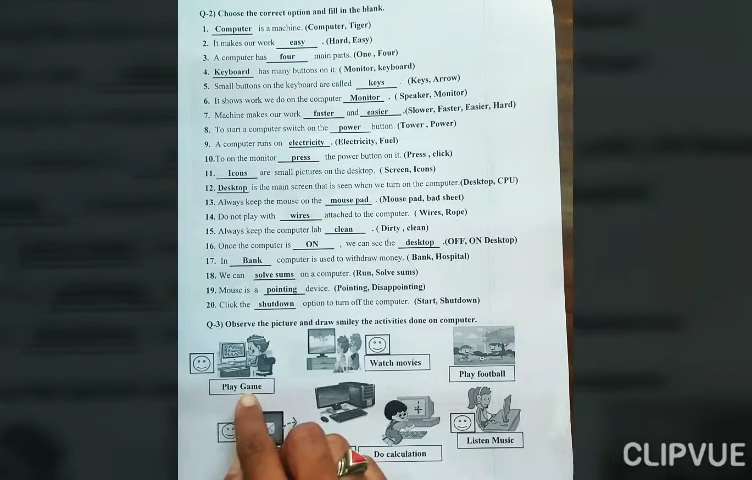 Q-2) Choose the correct option and fill in the blank.
1. Computer is a machine. (Computer, Tiger)
2. It makes our work easy . (Hard, Easy)
3. A computer has four main parts. (One , Four)
4. Keyboard has many buttons on it. ( Monitor, keyboard)
5. Small buttons on the keyboard are called keys . (Keys, Arrow)
6. It shows work we do on the computer Monitor . ( Speaker, Monitor)
7. Machine makes our work faster and easier .(Slower, Faster, Easier, Hard)
8. To start a computer switch on the power button. (Tower , Power)
9. A computer runs on electricity . (Electricity, Fuel)
10.To on the monitor press the power button on it. (Press , click)
11. Icons are small pictures on the desktop. ( Screen, Icons)
12. Desktop is the main screen that is seen when we turn on the computer.(Desktop, CPU)
13. Always keep the mouse on the mouse pad . (Mouse pad, bad sheet)
14. Do not play with wires attached to the computer. ( Wires, Rope)
15. Always keep the computer lab clean . ( Dirty , clean)
16. Once the computer is ON , we can see the desktop .(OFF, ON Desktop)
17. In Bank computer is used to withdraw money. ( Bank, Hospital)
18. We can solve sums on a computer. (Run, Solve sums)
19. Mouse is a pointing device. (Pointing, Disappointing)
20. Click the shutdown option to turn off the computer. (Start, Shutdown)
Q-3) Observe the picture and draw smiley the activities done on computer.
Play Game
Watch movies
Play football
Do calculation
Listen Music
CLIPVUE